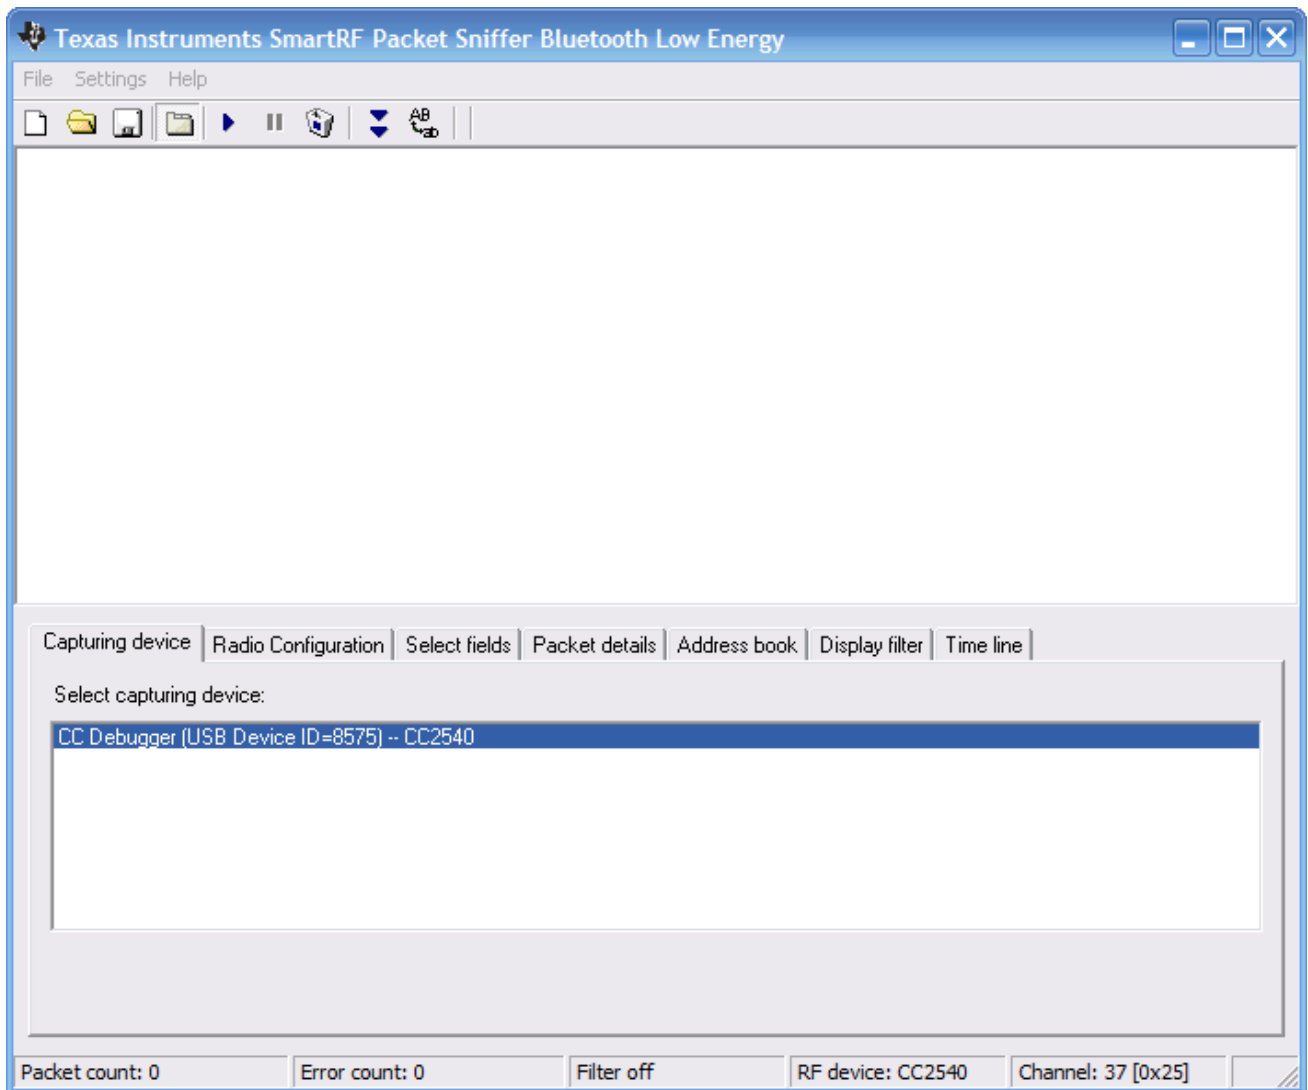 Texas Instruments SmartRF Packet Sniffer Bluetooth Low Energy
File Settings Help
AB
ab
Capturing device Radio Configuration Select fields Packet details Address book Display filter Time line
Select capturing device:
CC Debugger (USB Device ID=8575) -- CC2540
Packet count: 0 Error count: 0 Filter off RF device: CC2540 Channel: 37 [0x25]